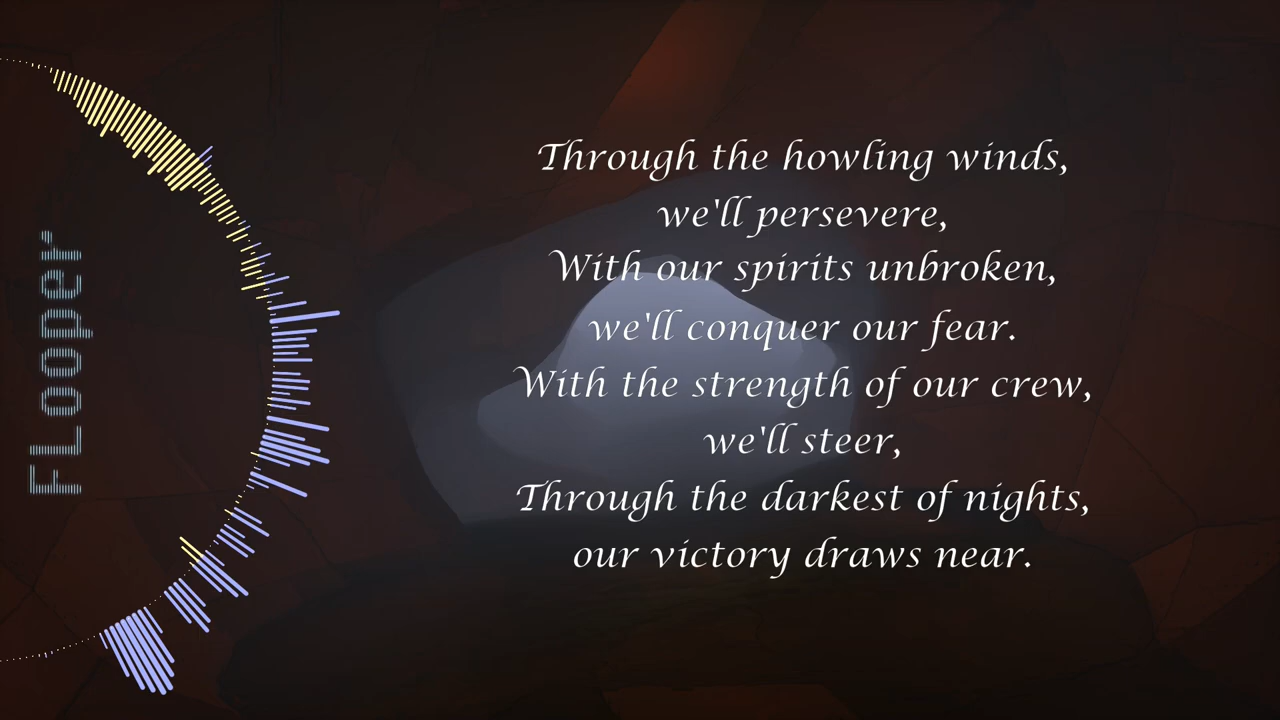 FLooper
Through the howling winds,
we'll persevere,
With our spirits unbroken,
we'll conquer our fear.
With the strength of our crew,
we'll steer,
Through the darkest of nights,
our victory draws near.